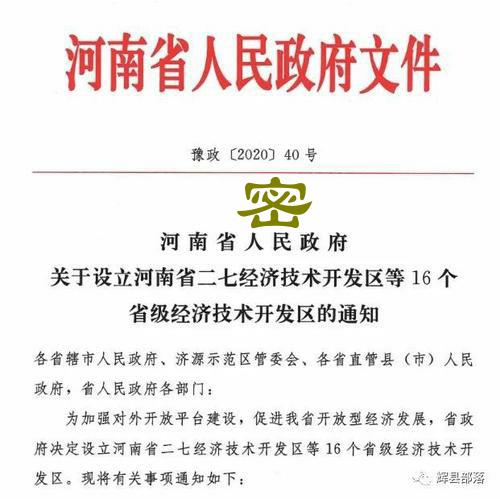 河南省人民政府文件
豫政〔2020〕40号
密
河南省人民政府
关于设立河南省二七经济技术开发区等16个
省级经济技术开发区的通知
各省辖市人民政府、济源示范区管委会、各省直管县（市）人民
政府，省人民政府各部门：
为加强对外开放平台建设，促进我省开放型经济发展，省政
府决定设立河南省二七经济技术开发区等16个省级经济技术开
发区。现将有关事项通知如下：
辉县部落